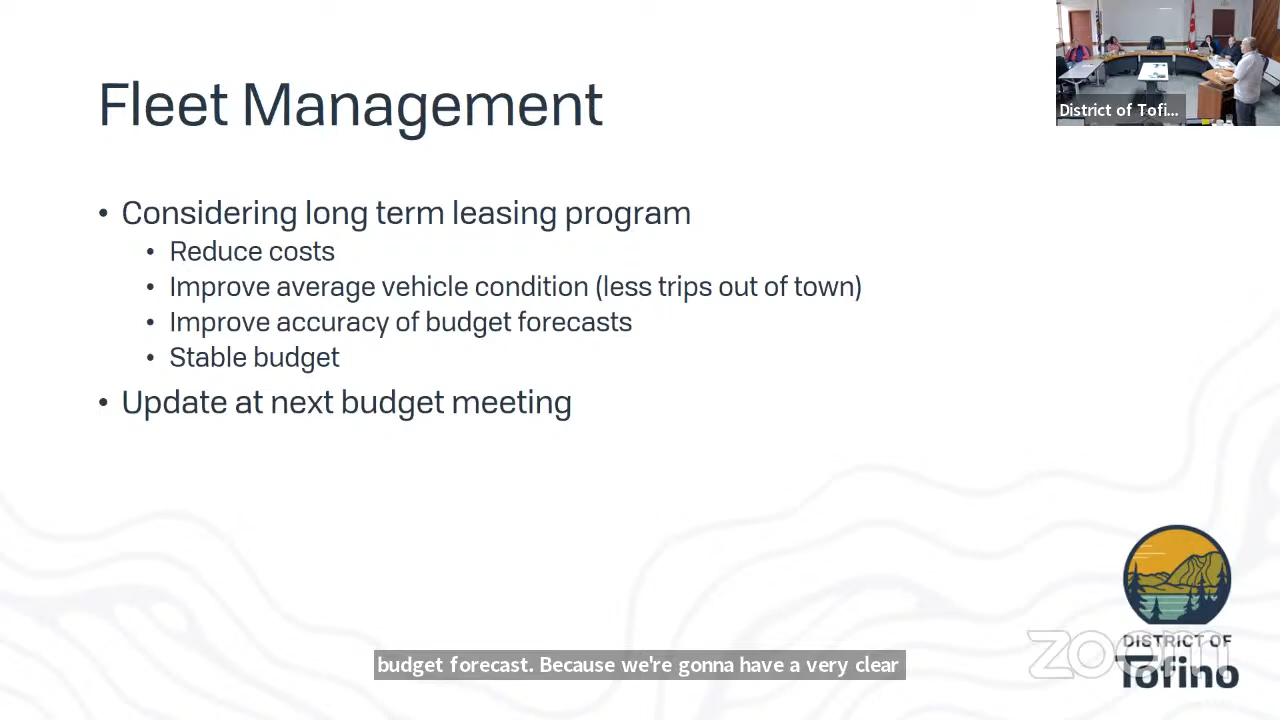 Fleet Management
District of Tofi...
• Considering long term leasing program
• Reduce costs
• Improve average vehicle condition (less trips out of town)
• Improve accuracy of budget forecasts
• Stable budget
• Update at next budget meeting
zoom
DISTRICT OF
Tofino
budget forecast. Because we're gonna have a very clear